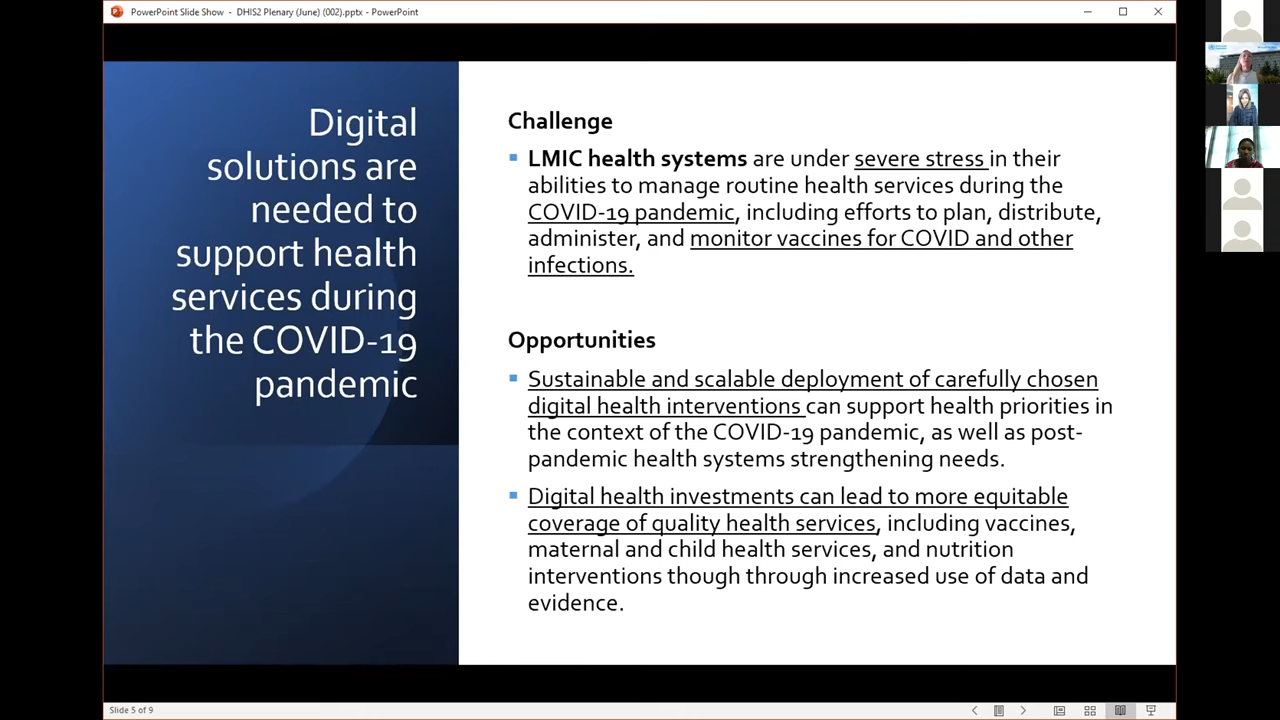 PowerPoint Slide Show - DHIS2 Plenary (June) (002).pptx - PowerPoint
Digital
solutions are
needed to
support health
services during
the COVID-19
pandemic
Challenge
LMIC health systems are under severe stress in their
abilities to manage routine health services during the
COVID-19 pandemic, including efforts to plan, distribute,
administer, and monitor vaccines for COVID and other
infections.
Opportunities
Sustainable and scalable deployment of carefully chosen
digital health interventions can support health priorities in
the context of the COVID-19 pandemic, as well as post-
pandemic health systems strengthening needs.
Digital health investments can lead to more equitable
coverage of quality health services, including vaccines,
maternal and child health services, and nutrition
interventions though through increased use of data and
evidence.
Slide 5 of 9